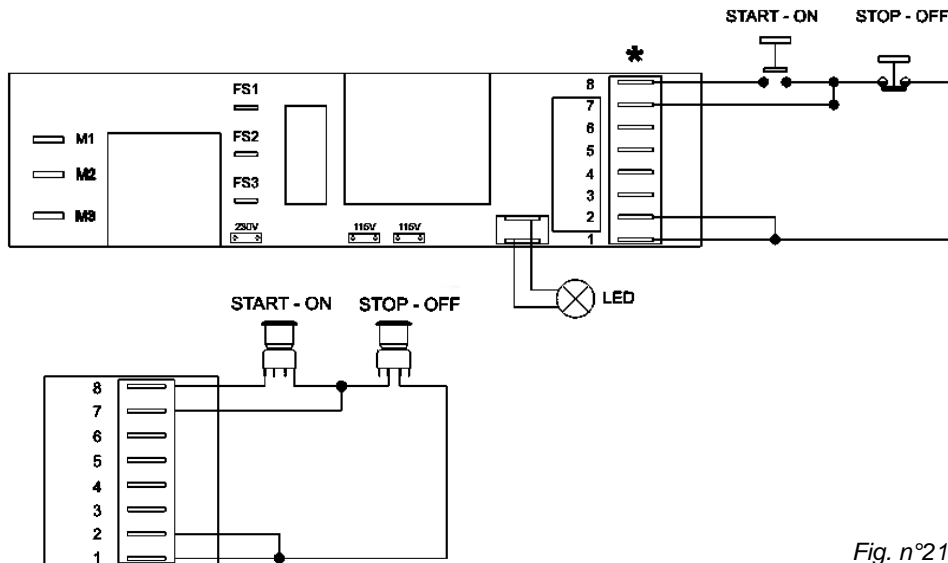 START - ON STOP - OFF
*
8
FS1
7
M1
6
FS2
5
M2
4
FS3
3
M3
2
230V 115V 115V
1
LED
START - ON STOP - OFF
8
7
6
5
4
3
2
1
Fig. n°21